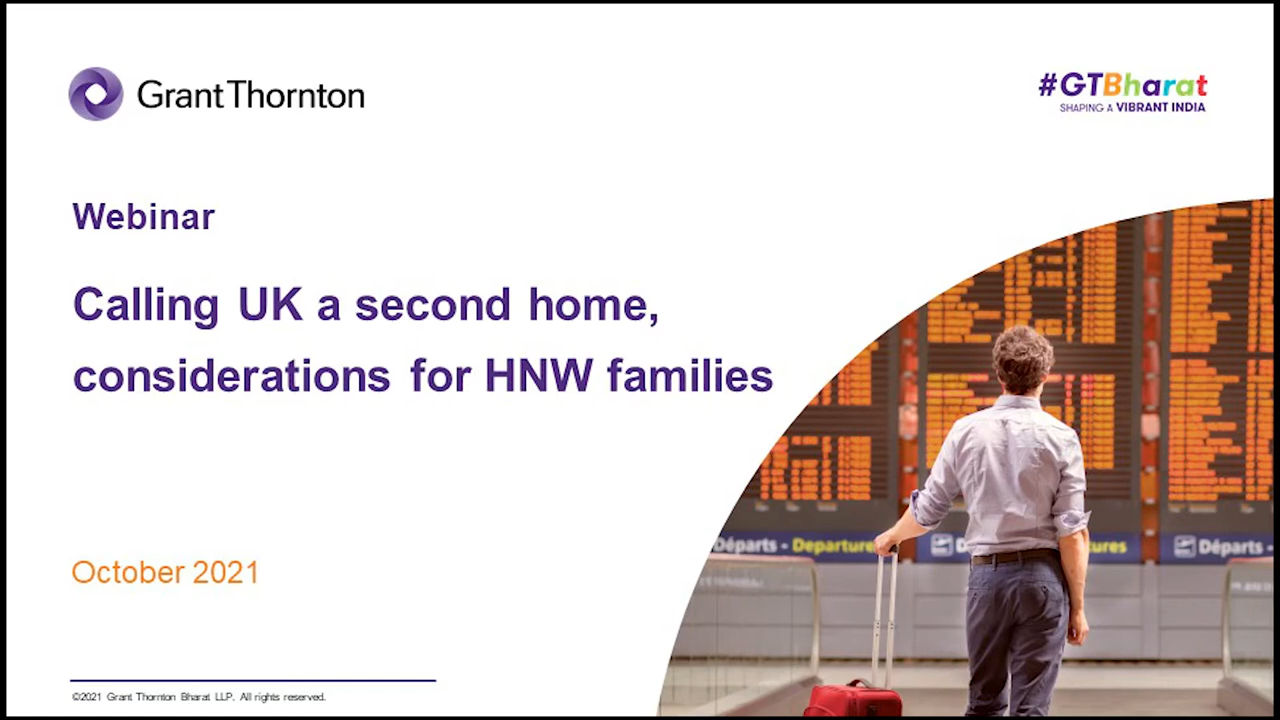 Grant Thornton
#GTBharat
SHAPING A VIBRANT INDIA
Webinar
Calling UK a second home,
considerations for HNW families
Départs - Departure
Départs -
October 2021
©2021 Grant Thornton Bharat LLP. All rights reserved.